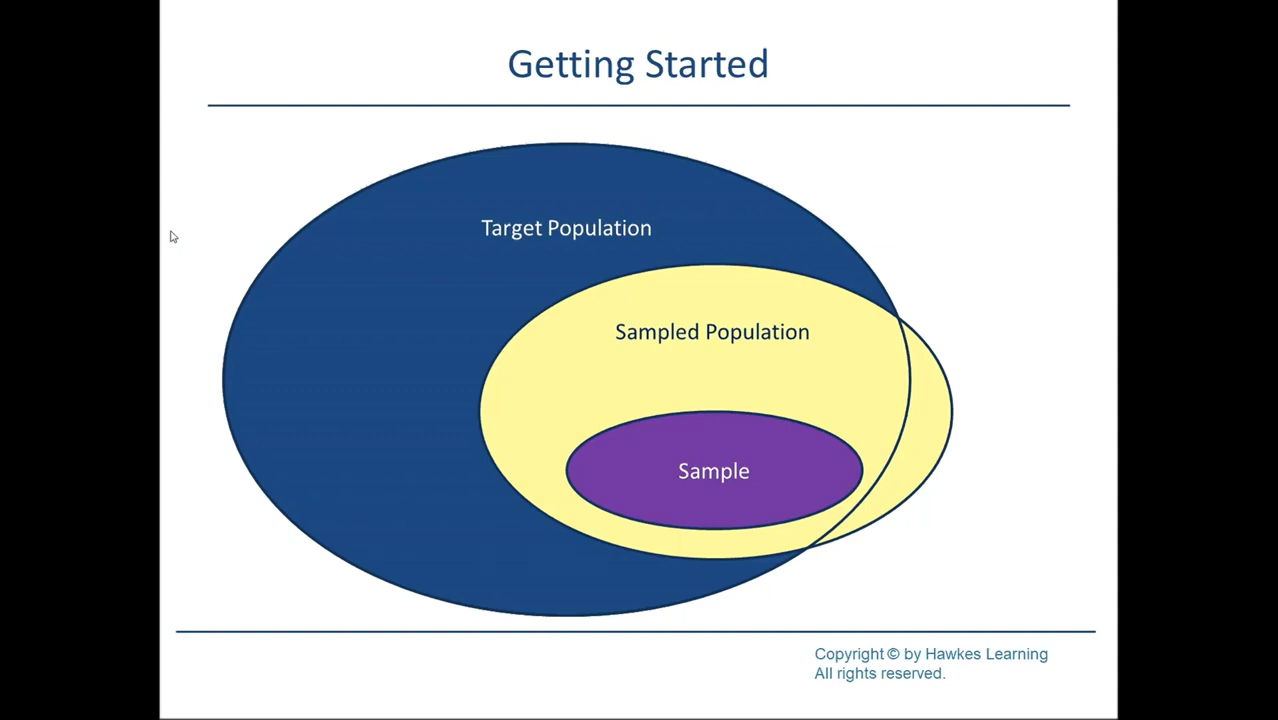 Getting Started
Target Population
Sampled Population
Sample
Copyright © by Hawkes Learning
All rights reserved.